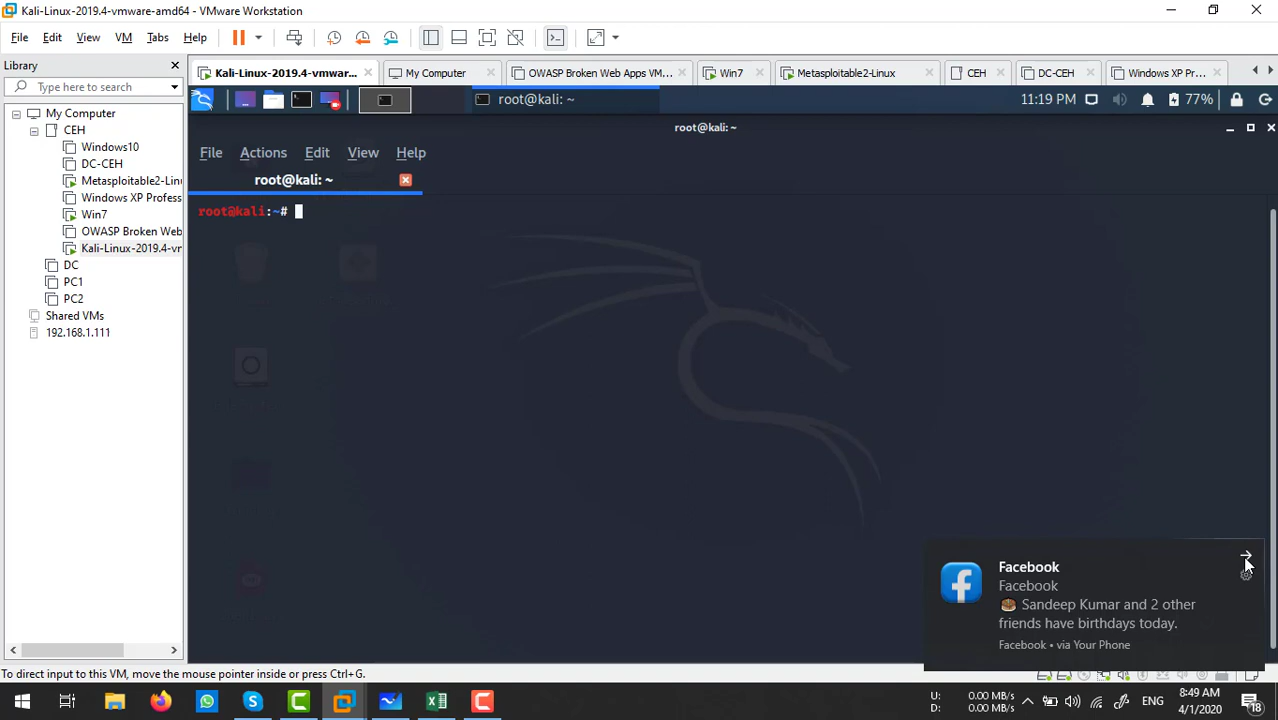 Kali-Linux-2019.4-vmware-amd64 - VMware Workstation
File Edit View VM Tabs Help
Library
Type here to search
My Computer
CEH
Windows10
DC-CEH
Metasploitable2-Linu
Windows XP Profess
Win7
OWASP Broken Web
Kali-Linux-2019.4-vr
DC
PC1
PC2
Shared VMs
192.168.1.111
Kali-Linux-2019.4-vmwar...
My Computer
OWASP Broken Web Apps VM...
Win7
Metasploitable2-Linux
CEH
DC-CEH
Windows XP Pr...
root@kali: ~
11:19 PM
77%
root@kali: ~
File Actions Edit View Help
root@kali: ~
root@kali:~#
Facebook
Facebook
Sandeep Kumar and 2 other
friends have birthdays today.
Facebook • via Your Phone
To direct input to this VM, move the mouse pointer inside or press Ctrl+G.
U: 0.00 MB/s
D: 0.00 MB/s
ENG
8:49 AM
4/1/2020
18